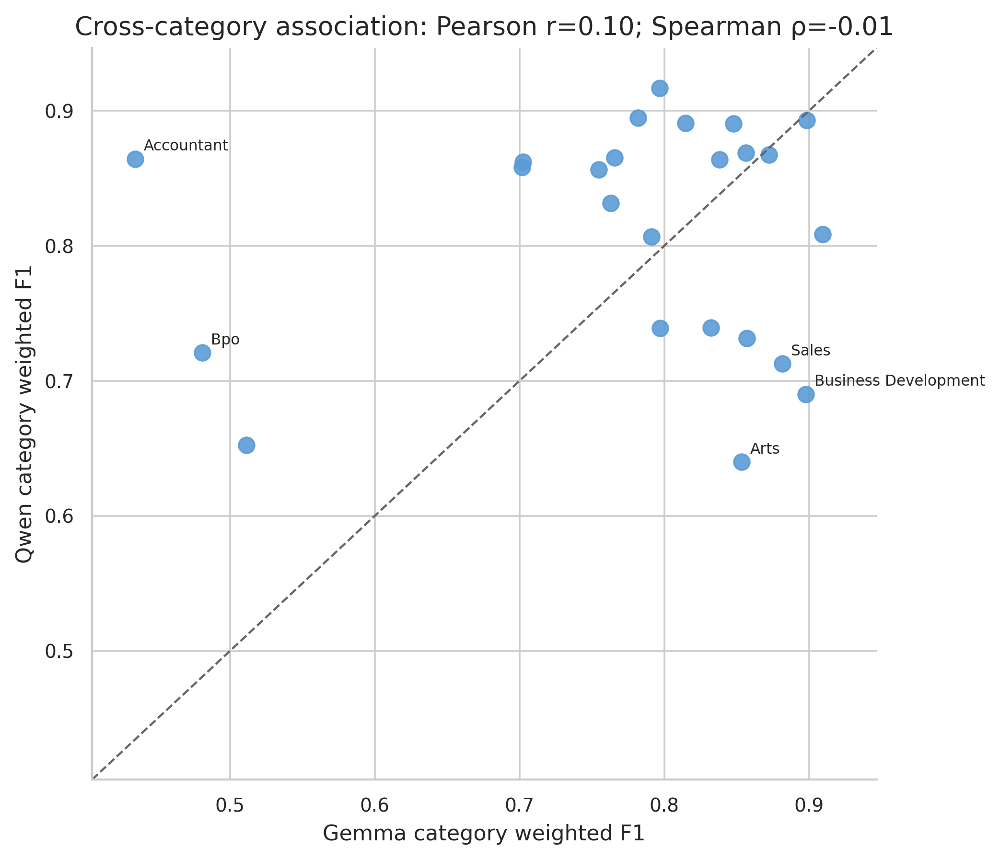 Cross-category association: Pearson r=0.10; Spearman ρ=-0.01
Qwen category weighted F1
0.9
0.8
0.7
0.6
0.5
Accountant
Bpo
Sales
Business Development
Arts
0.5 0.6 0.7 0.8 0.9
Gemma category weighted F1